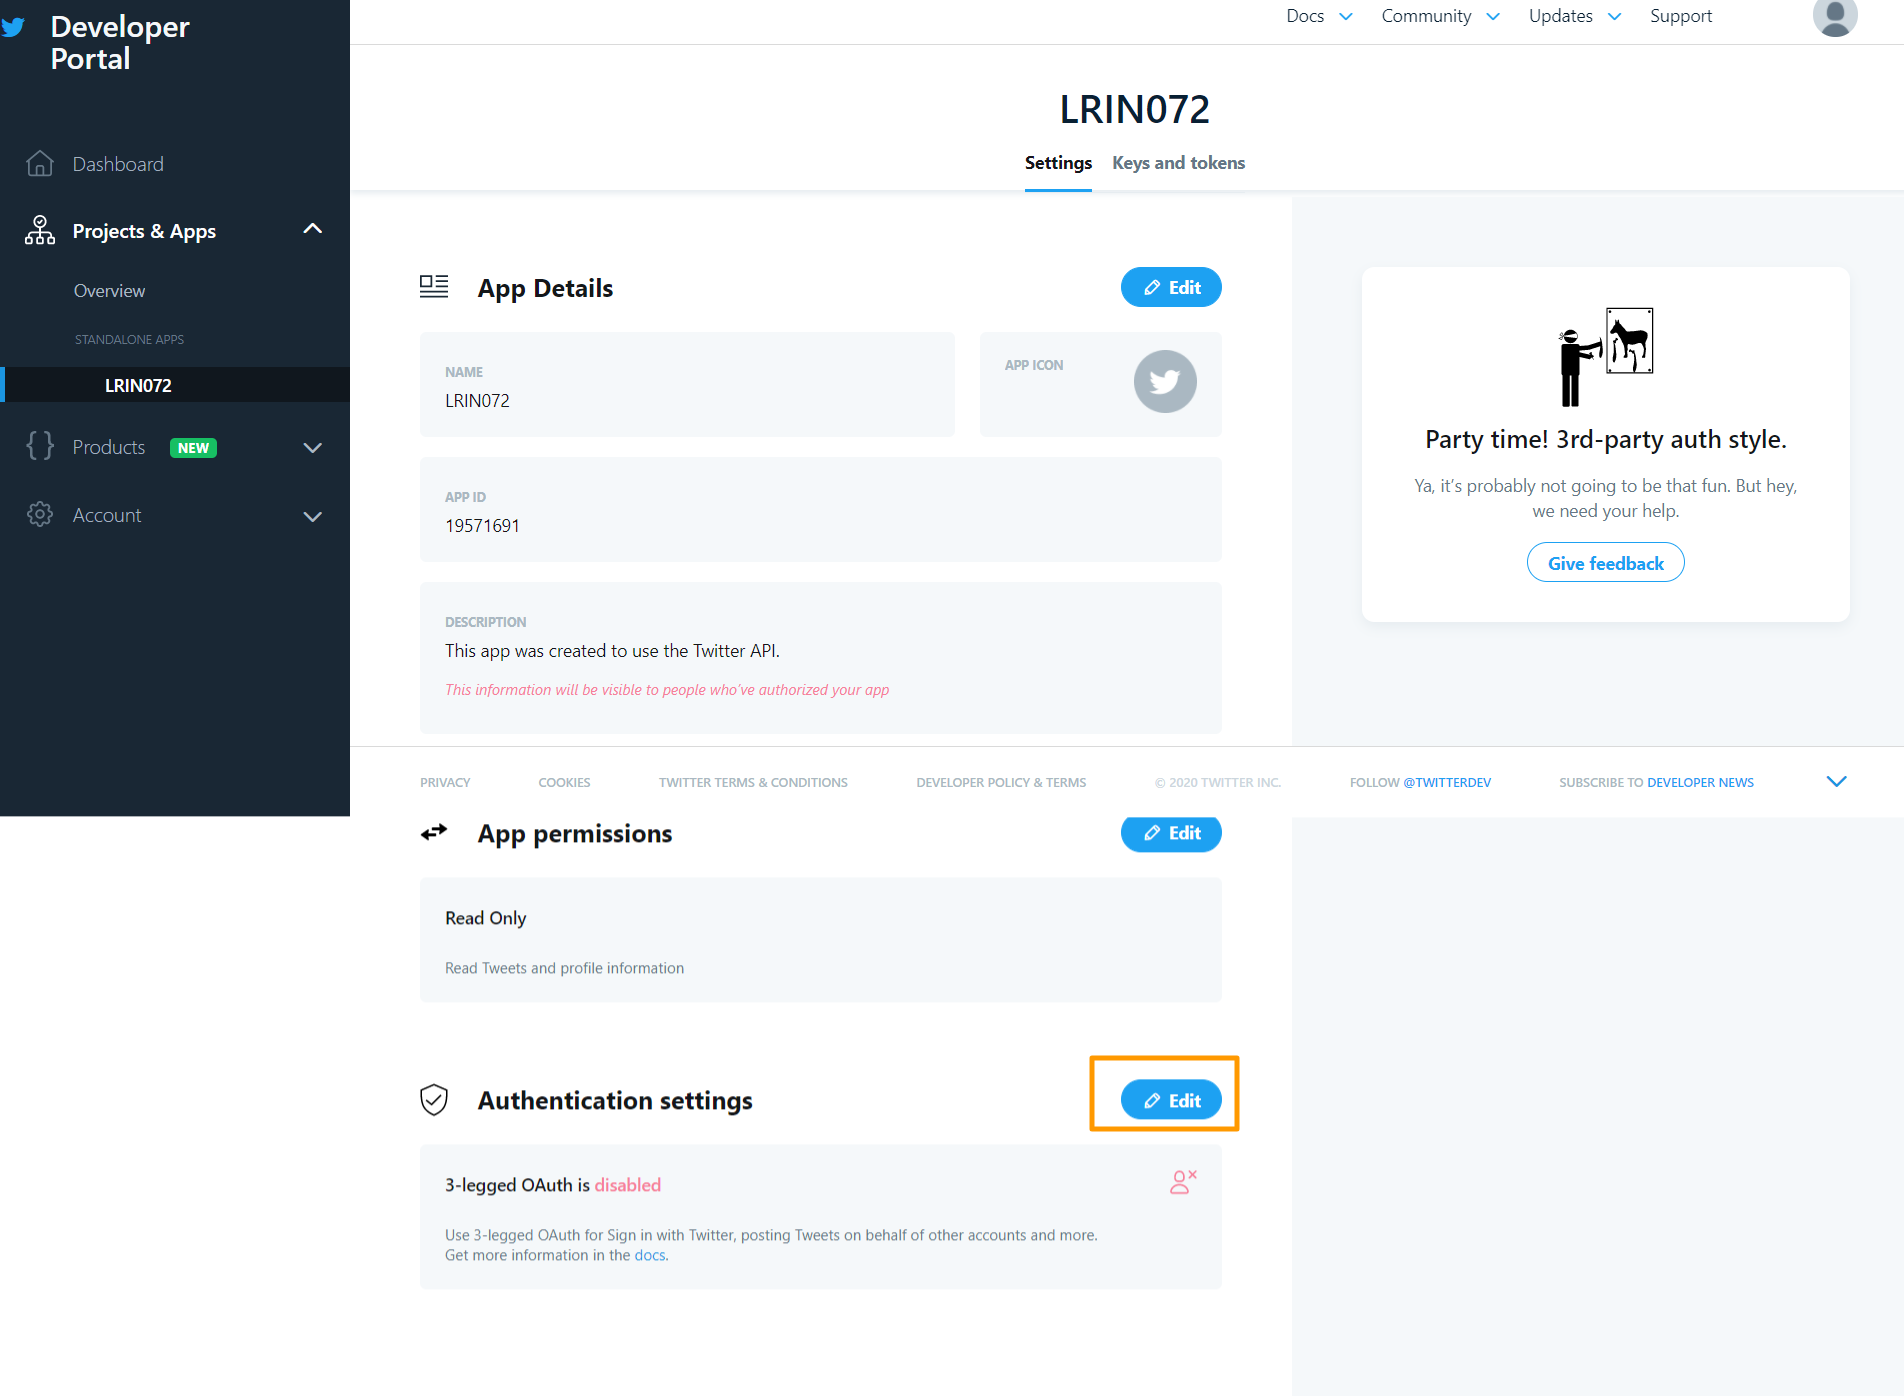 Developer
Portal
Docs
Community
Updates
Support
LRIN072
Settings
Keys and tokens
Dashboard
Projects & Apps
Overview
STANDALONE APPS
LRIN072
Products
NEW
Account
App Details
Edit
NAME
LRIN072
APP ICON
APP ID
19571691
DESCRIPTION
This app was created to use the Twitter API.
This information will be visible to people who've authorized your app
Party time! 3rd-party auth style.
Ya, it's probably not going to be that fun. But hey,
we need your help.
Give feedback
PRIVACY
COOKIES
TWITTER TERMS & CONDITIONS
DEVELOPER POLICY & TERMS
© 2020 TWITTER INC.
FOLLOW @TWITTERDEV
SUBSCRIBE TO DEVELOPER NEWS
App permissions
Edit
Read Only
Read Tweets and profile information
Authentication settings
Edit
3-legged OAuth is disabled
Use 3-legged OAuth for Sign in with Twitter, posting Tweets on behalf of other accounts and more.
Get more information in the docs.